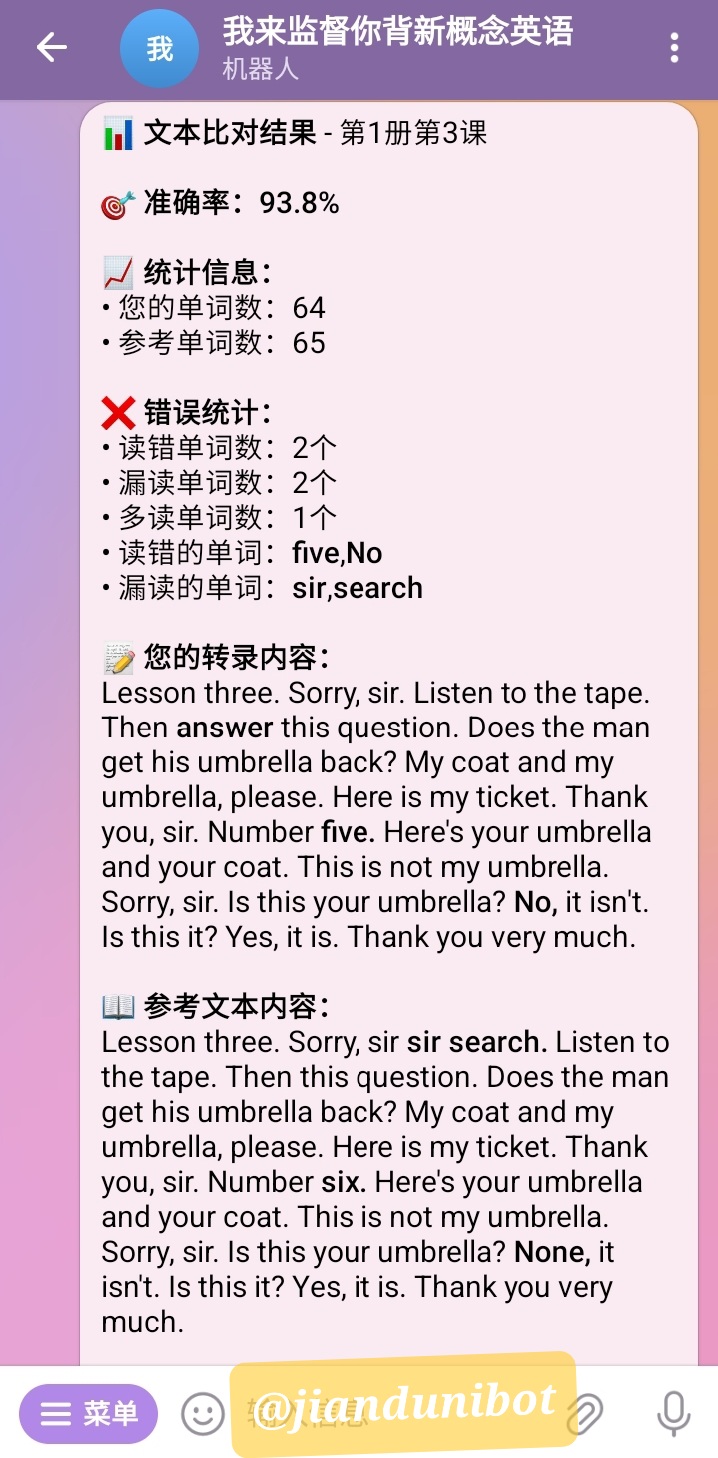 我
我来监督你背新概念英语
机器人
📊 文本比对结果 - 第1册第3课
🎯 准确率：93.8%
📈 统计信息：
• 您的单词数：64
• 参考单词数：65
❌ 错误统计：
• 读错单词数：2个
• 漏读单词数：2个
• 多读单词数：1个
• 读错的单词：five,No
• 漏读的单词：sir,search
📝 您的转录内容：
Lesson three. Sorry, sir. Listen to the tape.
Then answer this question. Does the man
get his umbrella back? My coat and my
umbrella, please. Here is my ticket. Thank
you, sir. Number five. Here's your umbrella
and your coat. This is not my umbrella.
Sorry, sir. Is this your umbrella? No, it isn't.
Is this it? Yes, it is. Thank you very much.
📖 参考文本内容：
Lesson three. Sorry, sir sir search. Listen to
the tape. Then this question. Does the man
get his umbrella back? My coat and my
umbrella, please. Here is my ticket. Thank
you, sir. Number six. Here's your umbrella
and your coat. This is not my umbrella.
Sorry, sir. Is this your umbrella? None, it
isn't. Is this it? Yes, it is. Thank you very
much.
菜单
@jiandunibot